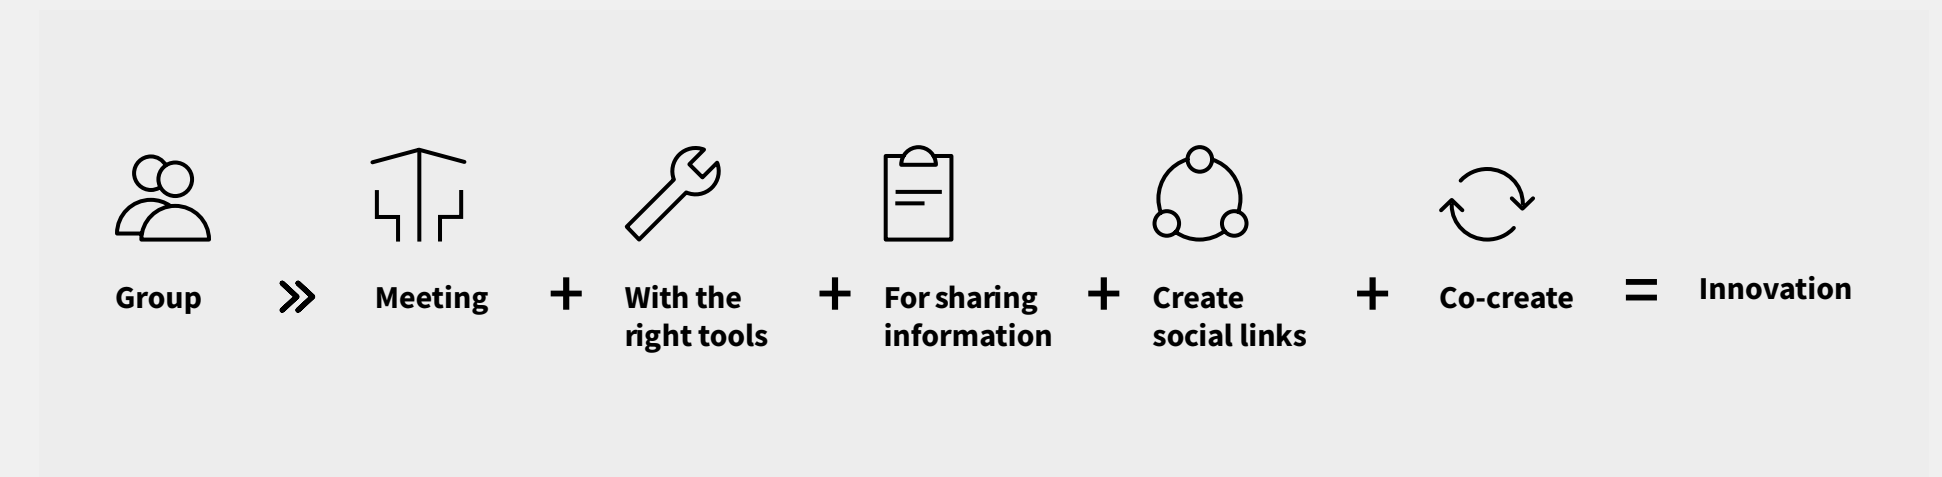 Group » Meeting + With the right tools + For sharing information + Create social links + Co-create = Innovation